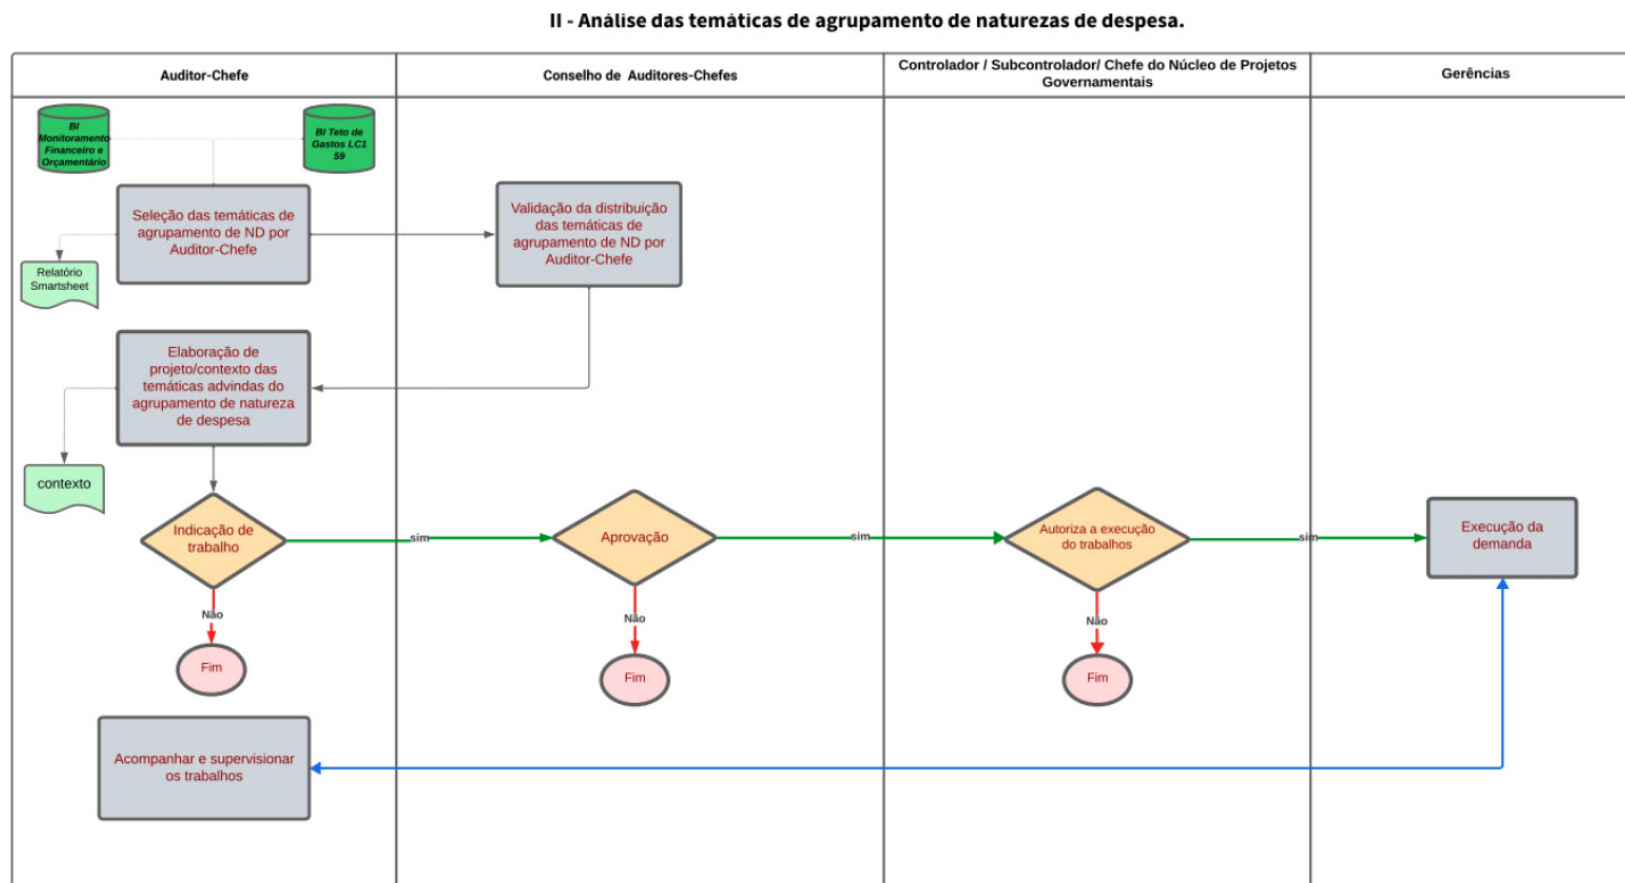 II - Análise das temáticas de agrupamento de naturezas de despesa.
Auditor-Chefe
Conselho de Auditores-Chefes
Controlador / Subcontrolador/ Chefe do Núcleo de Projetos
Governamentais
Gerências
BI
Monitoramento
Financeiro e
Orçamentário
BI Teto de
Gastos LC1
59
Seleção das temáticas de
agrupamento de ND por
Auditor-Chefe
Validação da distribuição
das temáticas de
agrupamento de ND por
Auditor-Chefe
Relatório
Smartsheet
Elaboração de
projeto/contexto das
temáticas advindas do
agrupamento de natureza
de despesa
contexto
Indicação de
trabalho
sim
Aprovação
sim
Autoriza a execução
do trabalhos
sim
Execução da
demanda
Não
Não
Não
Fim
Fim
Fim
Acompanhar e supervisionar
os trabalhos